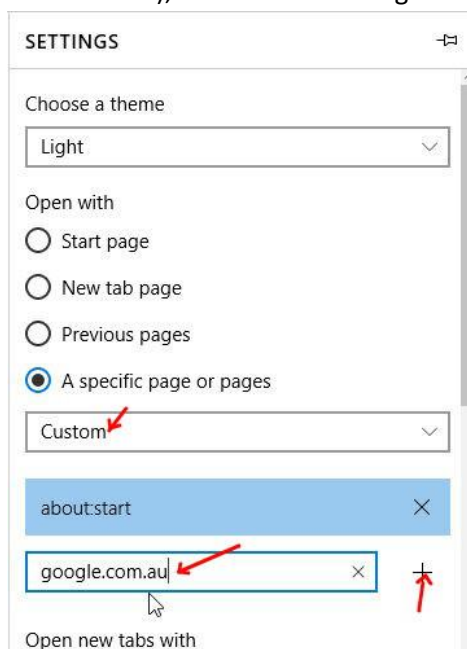 SETTINGS
Choose a theme
Light
Open with
Start page
New tab page
Previous pages
A specific page or pages
Custom
about:start
google.com.au
Open new tabs with